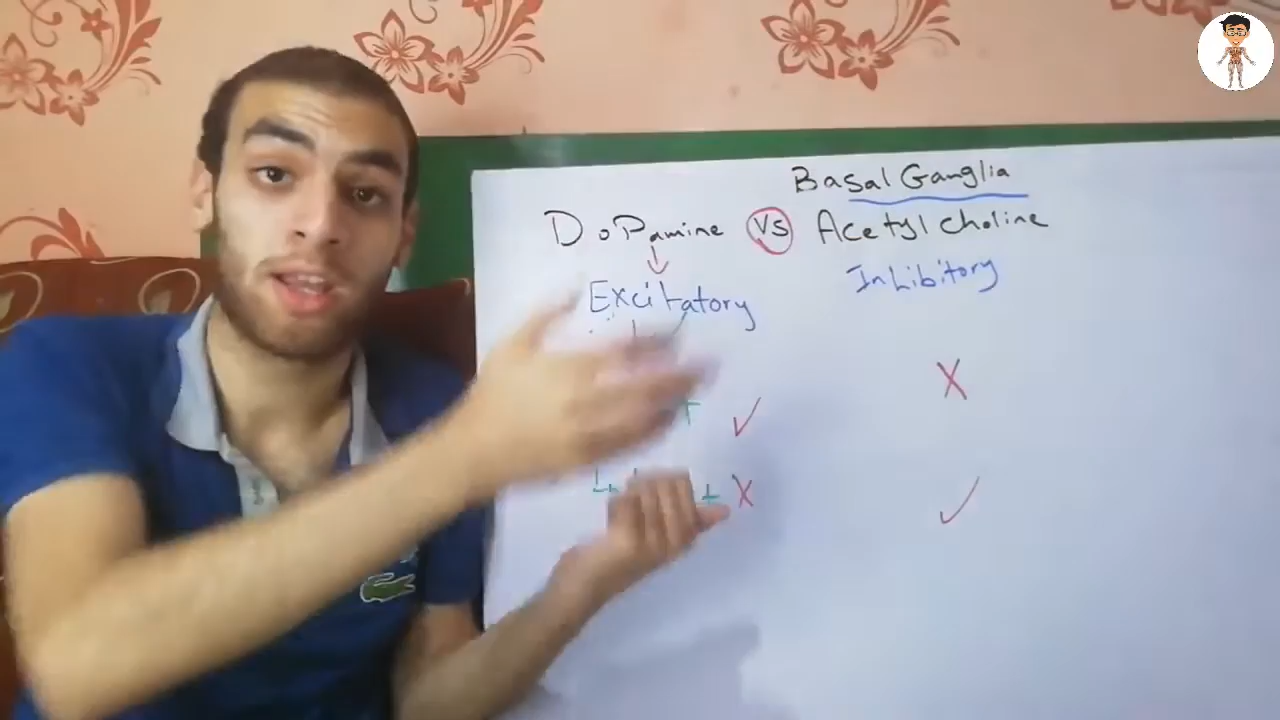 Basal Ganglia
Dopamine VS Acetyl choline
Excitatory Inhibitory